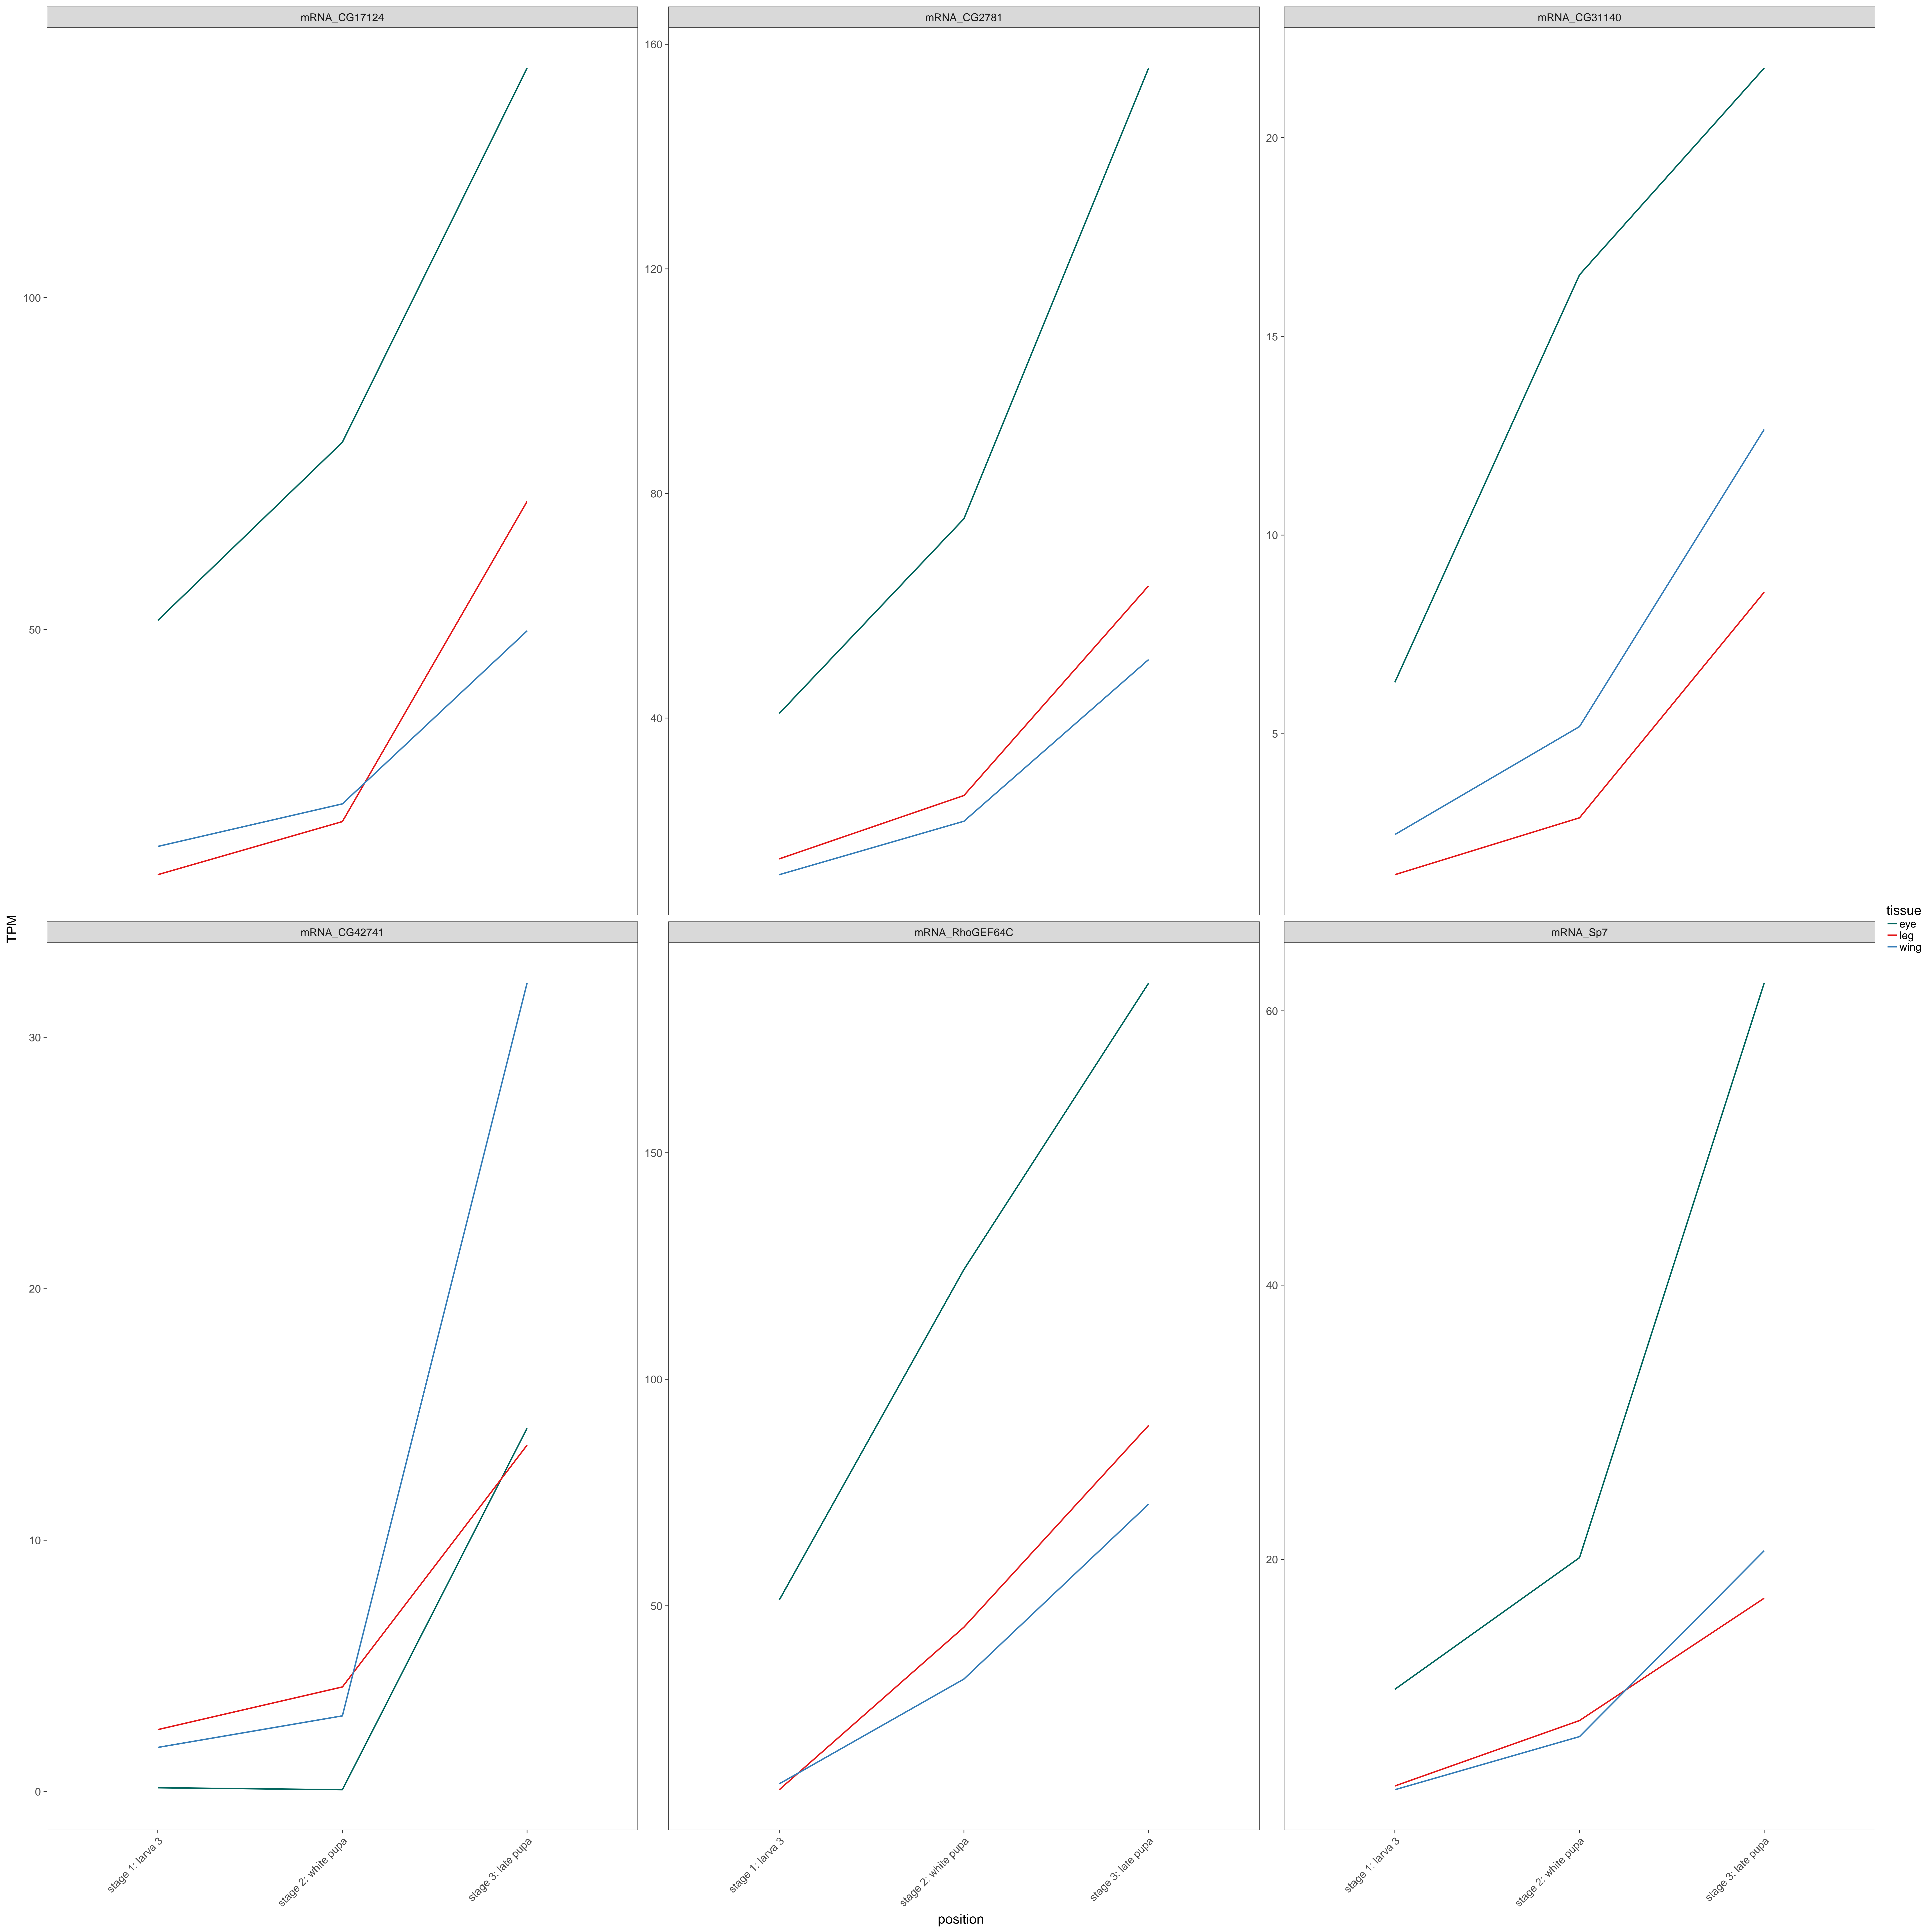 mRNA_CG17124
mRNA_CG2781
mRNA_CG31140
100
50
160
120
80
40
20
15
10
5
mRNA_CG42741
mRNA_RhoGEF64C
mRNA_Sp7
30
20
10
0
150
100
50
60
40
20
stage 1: larva 3
stage 2: white pupa
stage 3: late pupa
stage 1: larva 3
stage 2: white pupa
stage 3: late pupa
stage 1: larva 3
stage 2: white pupa
stage 3: late pupa
position
TPM
tissue
eye
leg
wing